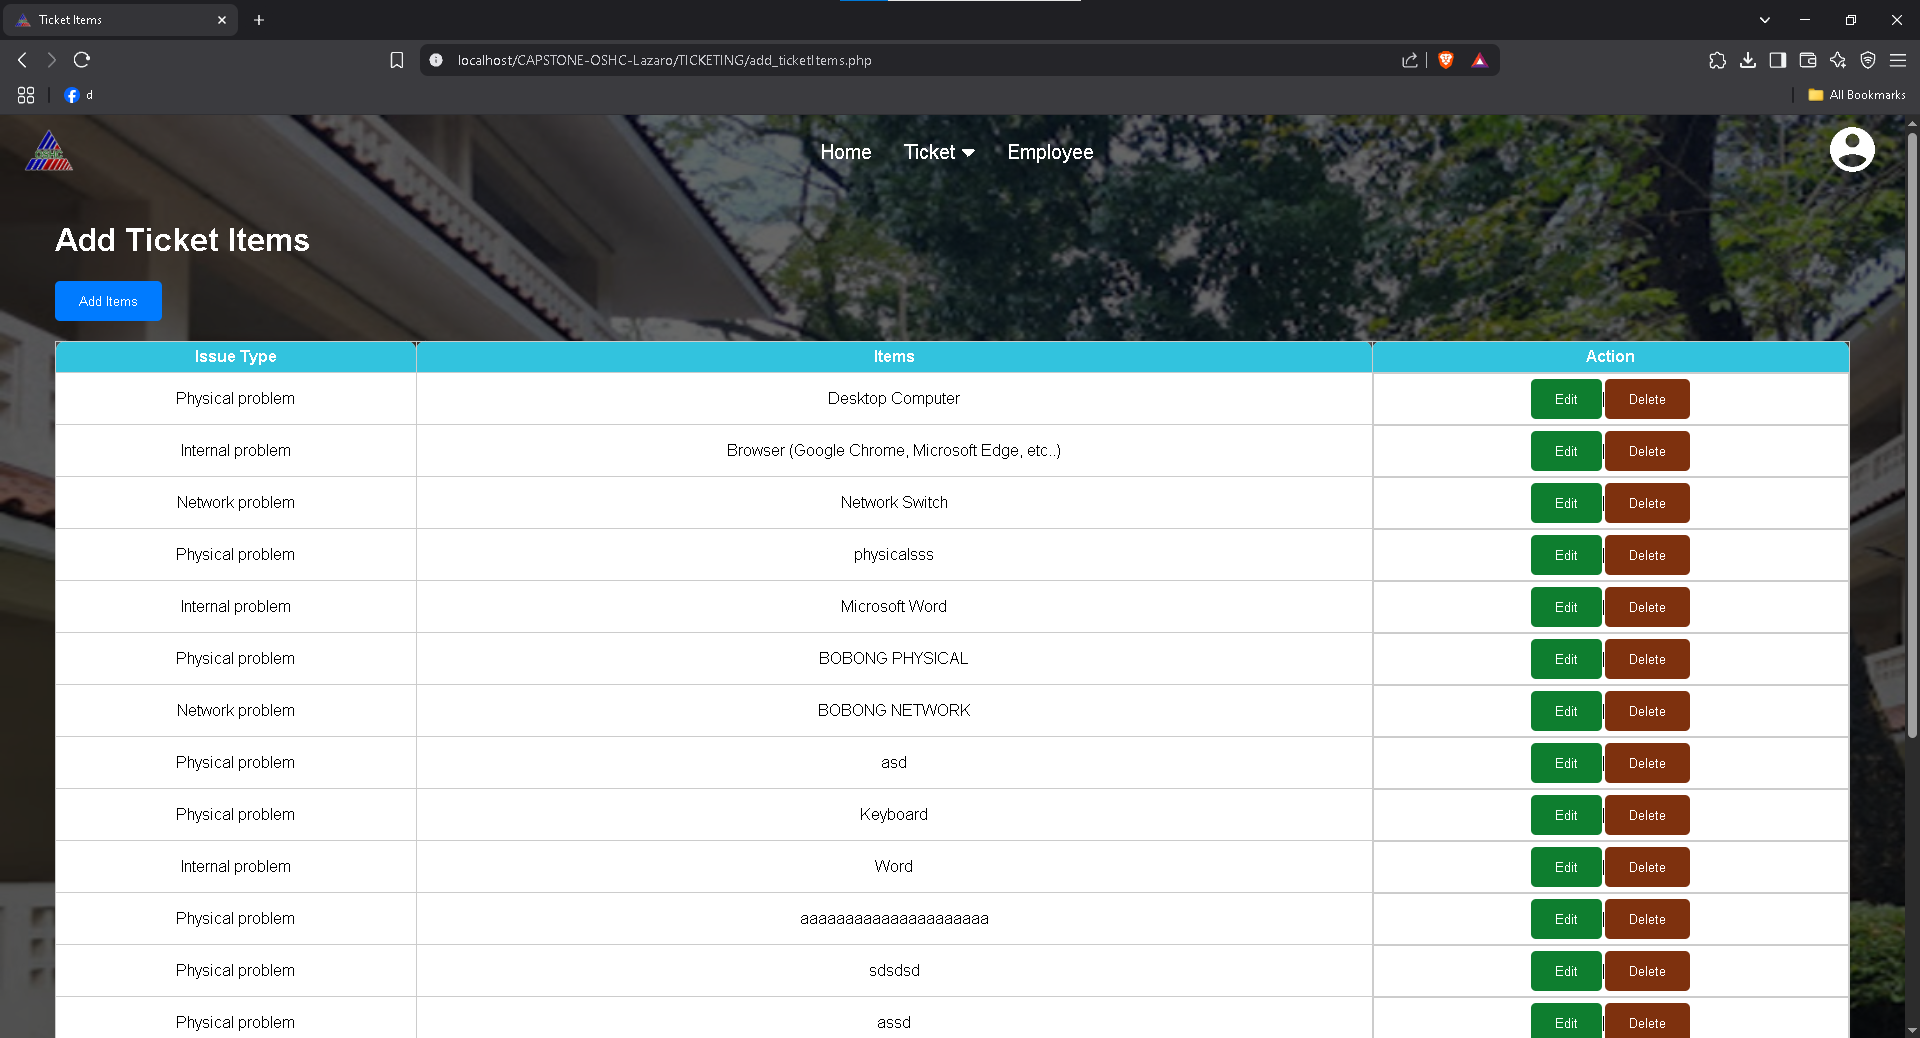 Ticket Items
localhost/CAPSTONE-OSHC-Lazaro/TICKETING/add_ticketItems.php
d
All Bookmarks
OSHC
Home Ticket Employee
Add Ticket Items
Add Items
Issue Type Items Action
Physical problem Desktop Computer Edit | Delete
Internal problem Browser (Google Chrome, Microsoft Edge, etc..) Edit | Delete
Network problem Network Switch Edit | Delete
Physical problem physicalsss Edit | Delete
Internal problem Microsoft Word Edit | Delete
Physical problem BOBONG PHYSICAL Edit | Delete
Network problem BOBONG NETWORK Edit | Delete
Physical problem asd Edit | Delete
Physical problem Keyboard Edit | Delete
Internal problem Word Edit | Delete
Physical problem aaaaaaaaaaaaaaaaaaaaa Edit | Delete
Physical problem sdsdsd Edit | Delete
Physical problem assd Edit | Delete